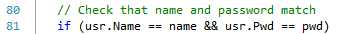 80 // Check that name and password match
81 if (usr.Name == name && usr.Pwd == pwd)